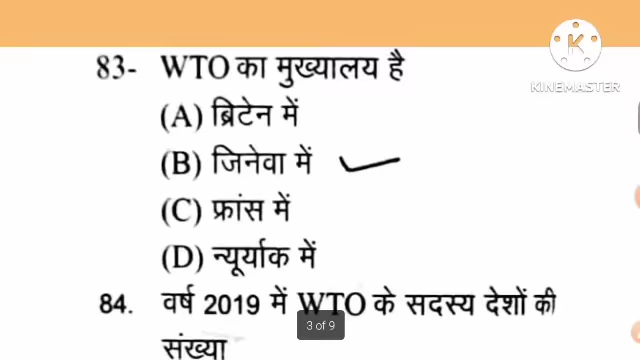 83- WTO का मुख्यालय है
(A) ब्रिटेन में
(B) जिनेवा में
(C) फ्रांस में
(D) न्यूर्याक में
84. वर्ष 2019 में WTO के सदस्य देशों की
संख्या
3 of 9
KINEMASTER